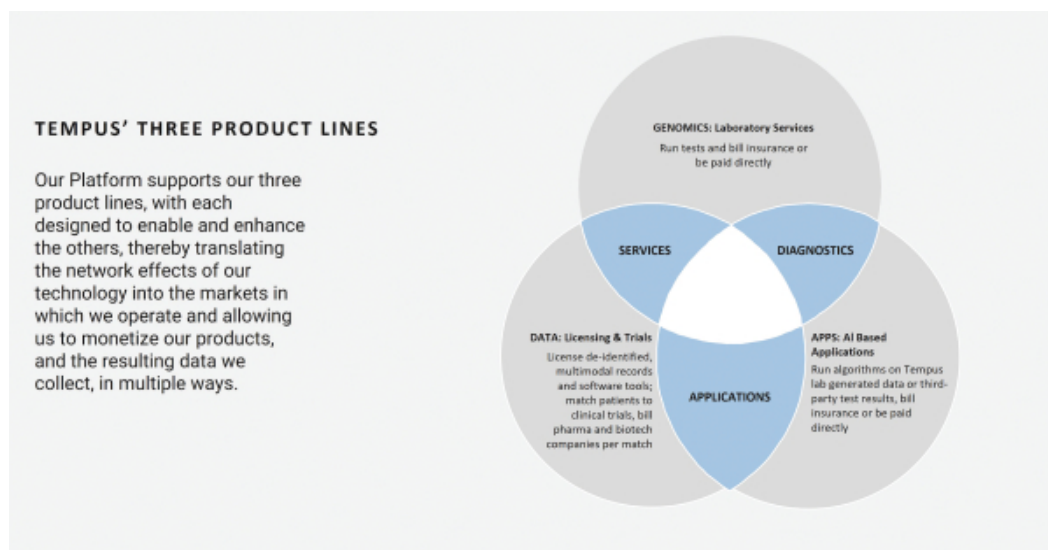 TEMPUS' THREE PRODUCT LINES
Our Platform supports our three
product lines, with each
designed to enable and enhance
the others, thereby translating
the network effects of our
technology into the markets in
which we operate and allowing
us to monetize our products,
and the resulting data we
collect, in multiple ways.
GENOMICS: Laboratory Services
Run tests and bill insurance or
be paid directly
SERVICES
DIAGNOSTICS
DATA: Licensing & Trials
License de-identified,
multimodal records
and software tools;
match patients to
clinical trials, bill
pharma and biotech
companies per match
APPLICATIONS
APPS: AI Based
Applications
Run algorithms on Tempus
lab generated data or third-
party test results, bill
insurance or be paid
directly